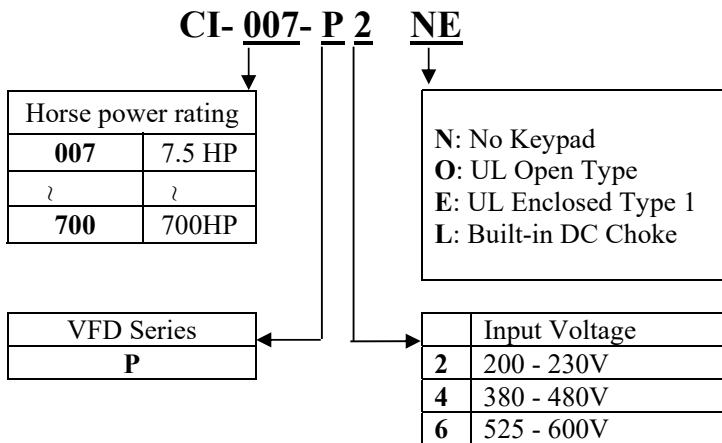 CI- 007- P 2 NE
Horse power rating
007 7.5 HP
≀ ≀
700 700HP
N: No Keypad
O: UL Open Type
E: UL Enclosed Type 1
L: Built-in DC Choke
VFD Series
P
Input Voltage
2 200 - 230V
4 380 - 480V
6 525 - 600V